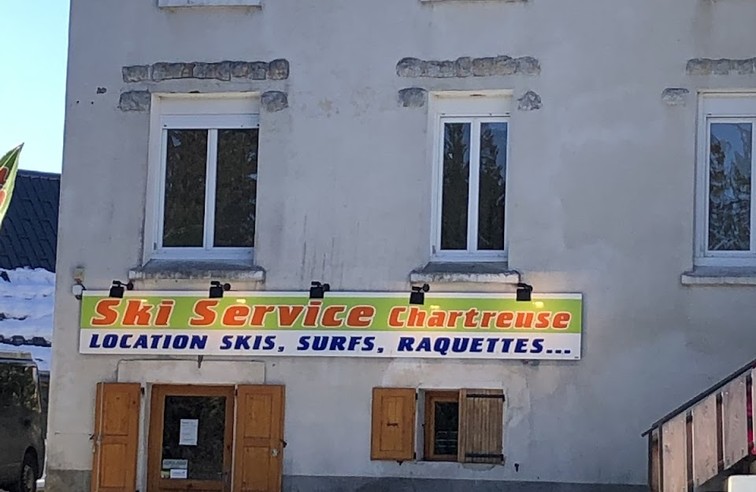 Ski Service Chartreuse
LOCATION SKIS, SURFS, RAQUETTES...